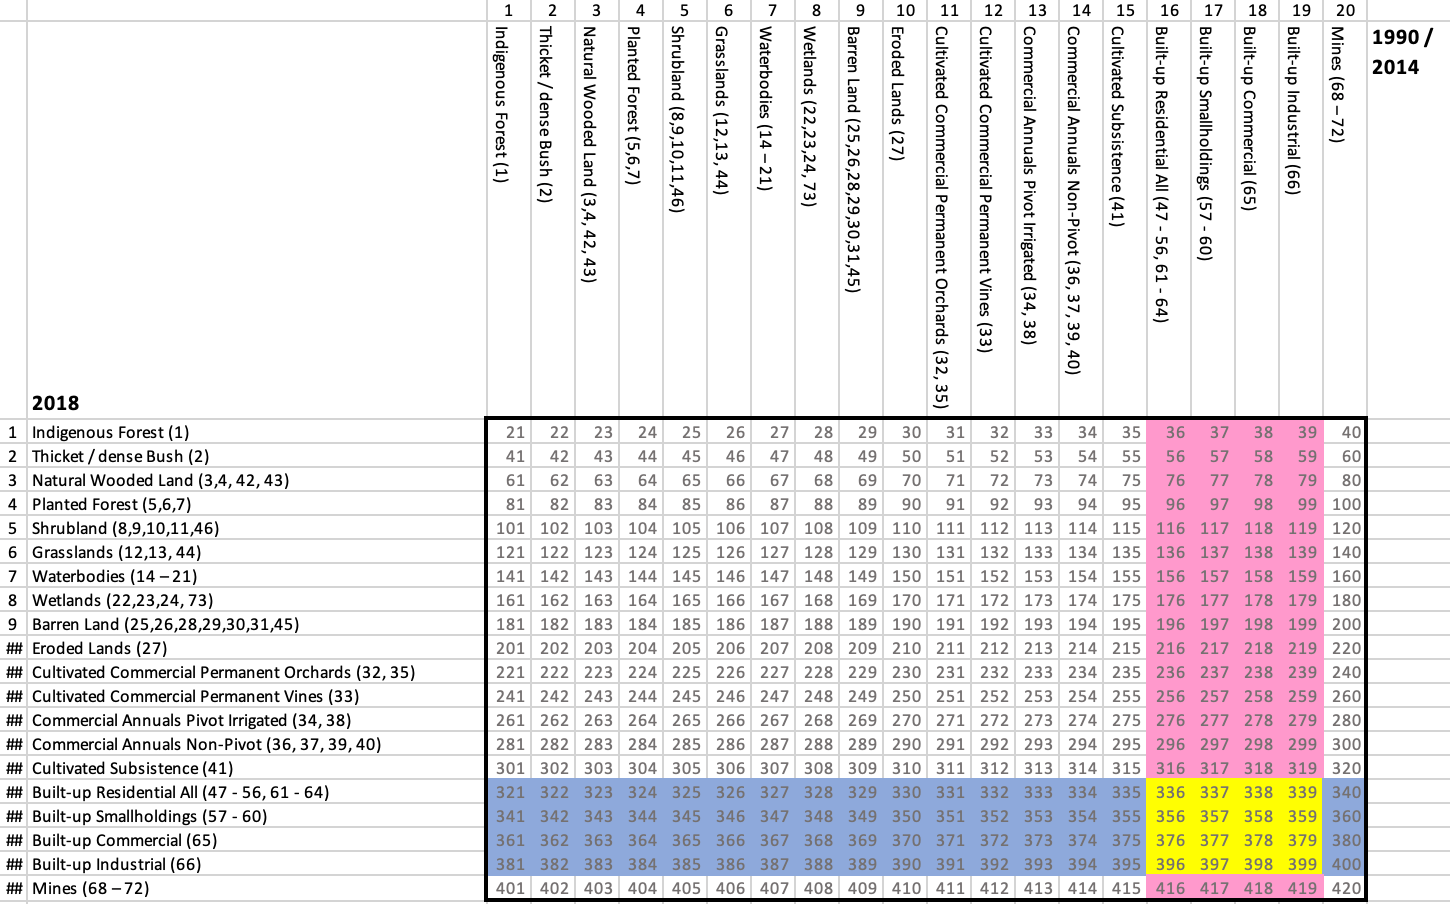 1 2 3 4 5 6 7 8 9 10 11 12 13 14 15 16 17 18 19 20
Indigenous Forest (1)
Thicket / dense Bush (2)
Natural Wooded Land (3,4, 42, 43)
Planted Forest (5,6,7)
Shrubland (8,9,10,11,46)
Grasslands (12,13, 44)
Waterbodies (14 – 21)
Wetlands (22,23,24, 73)
Barren Land (25,26,28,29,30,31,45)
Eroded Lands (27)
Cultivated Commercial Permanent Orchards (32, 35)
Cultivated Commercial Permanent Vines (33)
Commercial Annuals Pivot Irrigated (34, 38)
Commercial Annuals Non-Pivot (36, 37, 39, 40)
Cultivated Subsistence (41)
Built-up Residential All (47 - 56, 61 - 64)
Built-up Smallholdings (57 - 60)
Built-up Commercial (65)
Built-up Industrial (66)
Mines (68 – 72)
1990 /
2014
2018
1 Indigenous Forest (1) 21 22 23 24 25 26 27 28 29 30 31 32 33 34 35 36 37 38 39 40
2 Thicket / dense Bush (2) 41 42 43 44 45 46 47 48 49 50 51 52 53 54 55 56 57 58 59 60
3 Natural Wooded Land (3,4, 42, 43) 61 62 63 64 65 66 67 68 69 70 71 72 73 74 75 76 77 78 79 80
4 Planted Forest (5,6,7) 81 82 83 84 85 86 87 88 89 90 91 92 93 94 95 96 97 98 99 100
5 Shrubland (8,9,10,11,46) 101 102 103 104 105 106 107 108 109 110 111 112 113 114 115 116 117 118 119 120
6 Grasslands (12,13, 44) 121 122 123 124 125 126 127 128 129 130 131 132 133 134 135 136 137 138 139 140
7 Waterbodies (14 – 21) 141 142 143 144 145 146 147 148 149 150 151 152 153 154 155 156 157 158 159 160
8 Wetlands (22,23,24, 73) 161 162 163 164 165 166 167 168 169 170 171 172 173 174 175 176 177 178 179 180
9 Barren Land (25,26,28,29,30,31,45) 181 182 183 184 185 186 187 188 189 190 191 192 193 194 195 196 197 198 199 200
## Eroded Lands (27) 201 202 203 204 205 206 207 208 209 210 211 212 213 214 215 216 217 218 219 220
## Cultivated Commercial Permanent Orchards (32, 35) 221 222 223 224 225 226 227 228 229 230 231 232 233 234 235 236 237 238 239 240
## Cultivated Commercial Permanent Vines (33) 241 242 243 244 245 246 247 248 249 250 251 252 253 254 255 256 257 258 259 260
## Commercial Annuals Pivot Irrigated (34, 38) 261 262 263 264 265 266 267 268 269 270 271 272 273 274 275 276 277 278 279 280
## Commercial Annuals Non-Pivot (36, 37, 39, 40) 281 282 283 284 285 286 287 288 289 290 291 292 293 294 295 296 297 298 299 300
## Cultivated Subsistence (41) 301 302 303 304 305 306 307 308 309 310 311 312 313 314 315 316 317 318 319 320
## Built-up Residential All (47 - 56, 61 - 64) 321 322 323 324 325 326 327 328 329 330 331 332 333 334 335 336 337 338 339 340
## Built-up Smallholdings (57 - 60) 341 342 343 344 345 346 347 348 349 350 351 352 353 354 355 356 357 358 359 360
## Built-up Commercial (65) 361 362 363 364 365 366 367 368 369 370 371 372 373 374 375 376 377 378 379 380
## Built-up Industrial (66) 381 382 383 384 385 386 387 388 389 390 391 392 393 394 395 396 397 398 399 400
## Mines (68 – 72) 401 402 403 404 405 406 407 408 409 410 411 412 413 414 415 416 417 418 419 420